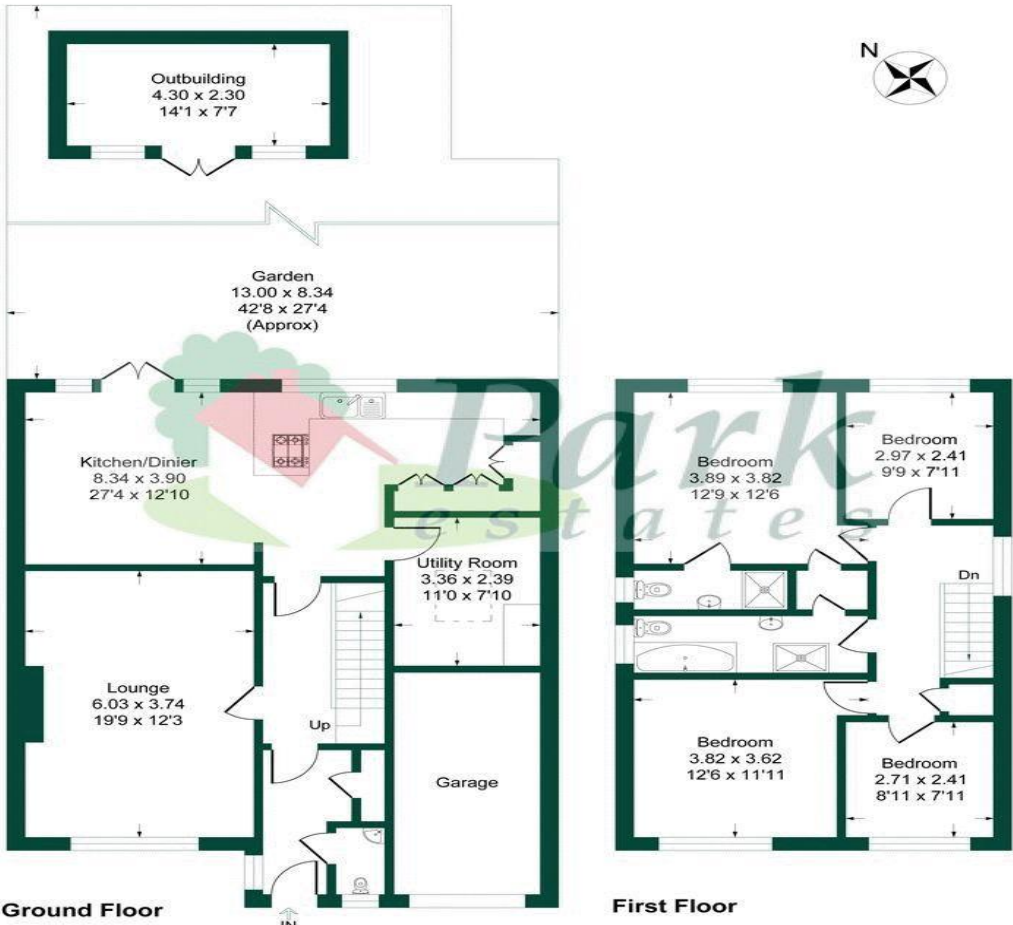 N
Outbuilding
4.30 x 2.30
14'1 x 7'7
Garden
13.00 x 8.34
42'8 x 27'4
(Approx)
Park
estates
Kitchen/Dinier
8.34 x 3.90
27'4 x 12'10
Utility Room
3.36 x 2.39
11'0 x 7'10
Lounge
6.03 x 3.74
19'9 x 12'3
Up
Garage
IN
Ground Floor
Bedroom
3.89 x 3.82
12'9 x 12'6
Bedroom
2.97 x 2.41
9'9 x 7'11
Dn
Bedroom
3.82 x 3.62
12'6 x 11'11
Bedroom
2.71 x 2.41
8'11 x 7'11
First Floor